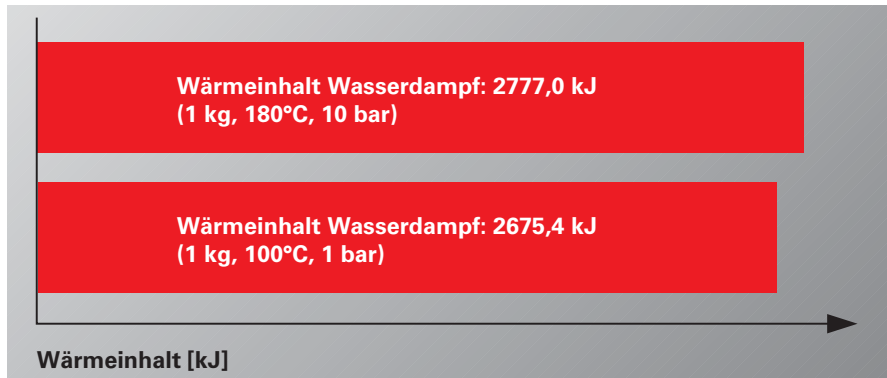 Wärmeinhalt Wasserdampf: 2777,0 kJ
(1 kg, 180°C, 10 bar)
Wärmeinhalt Wasserdampf: 2675,4 kJ
(1 kg, 100°C, 1 bar)
Wärmeinhalt [kJ]